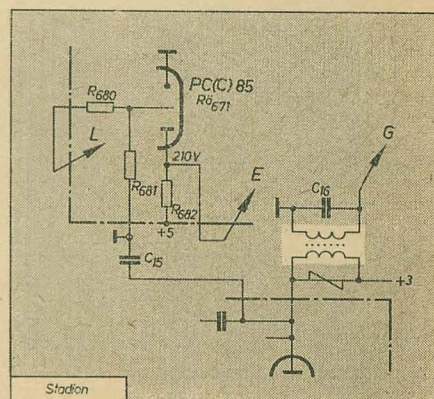 PC(C) 85
Rö671
R680
L
210V
E
G
C16
R681
R682
+5
C15
+3
Stadion